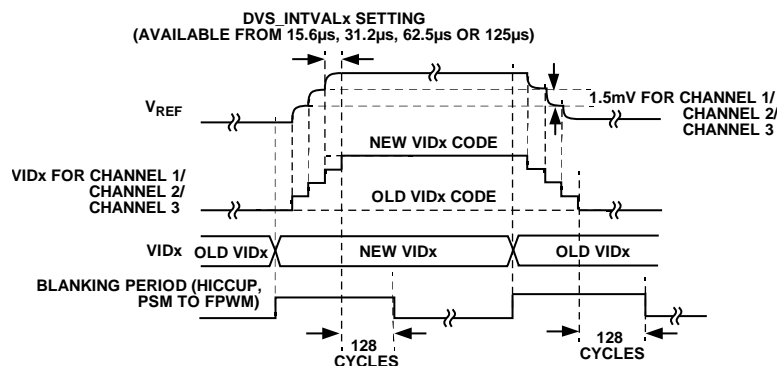 DVS_INTVALx SETTING
(AVAILABLE FROM 15.6µs, 31.2µs, 62.5µs OR 125µs)
VREF
1.5mV FOR CHANNEL 1/
CHANNEL 2/
CHANNEL 3
NEW VIDx CODE
VIDx FOR CHANNEL 1/
CHANNEL 2/
CHANNEL 3
OLD VIDx CODE
VIDx
OLD VIDx
NEW VIDx
OLD VIDx
BLANKING PERIOD (HICCUP,
PSM TO FPWM)
128
CYCLES
128
CYCLES